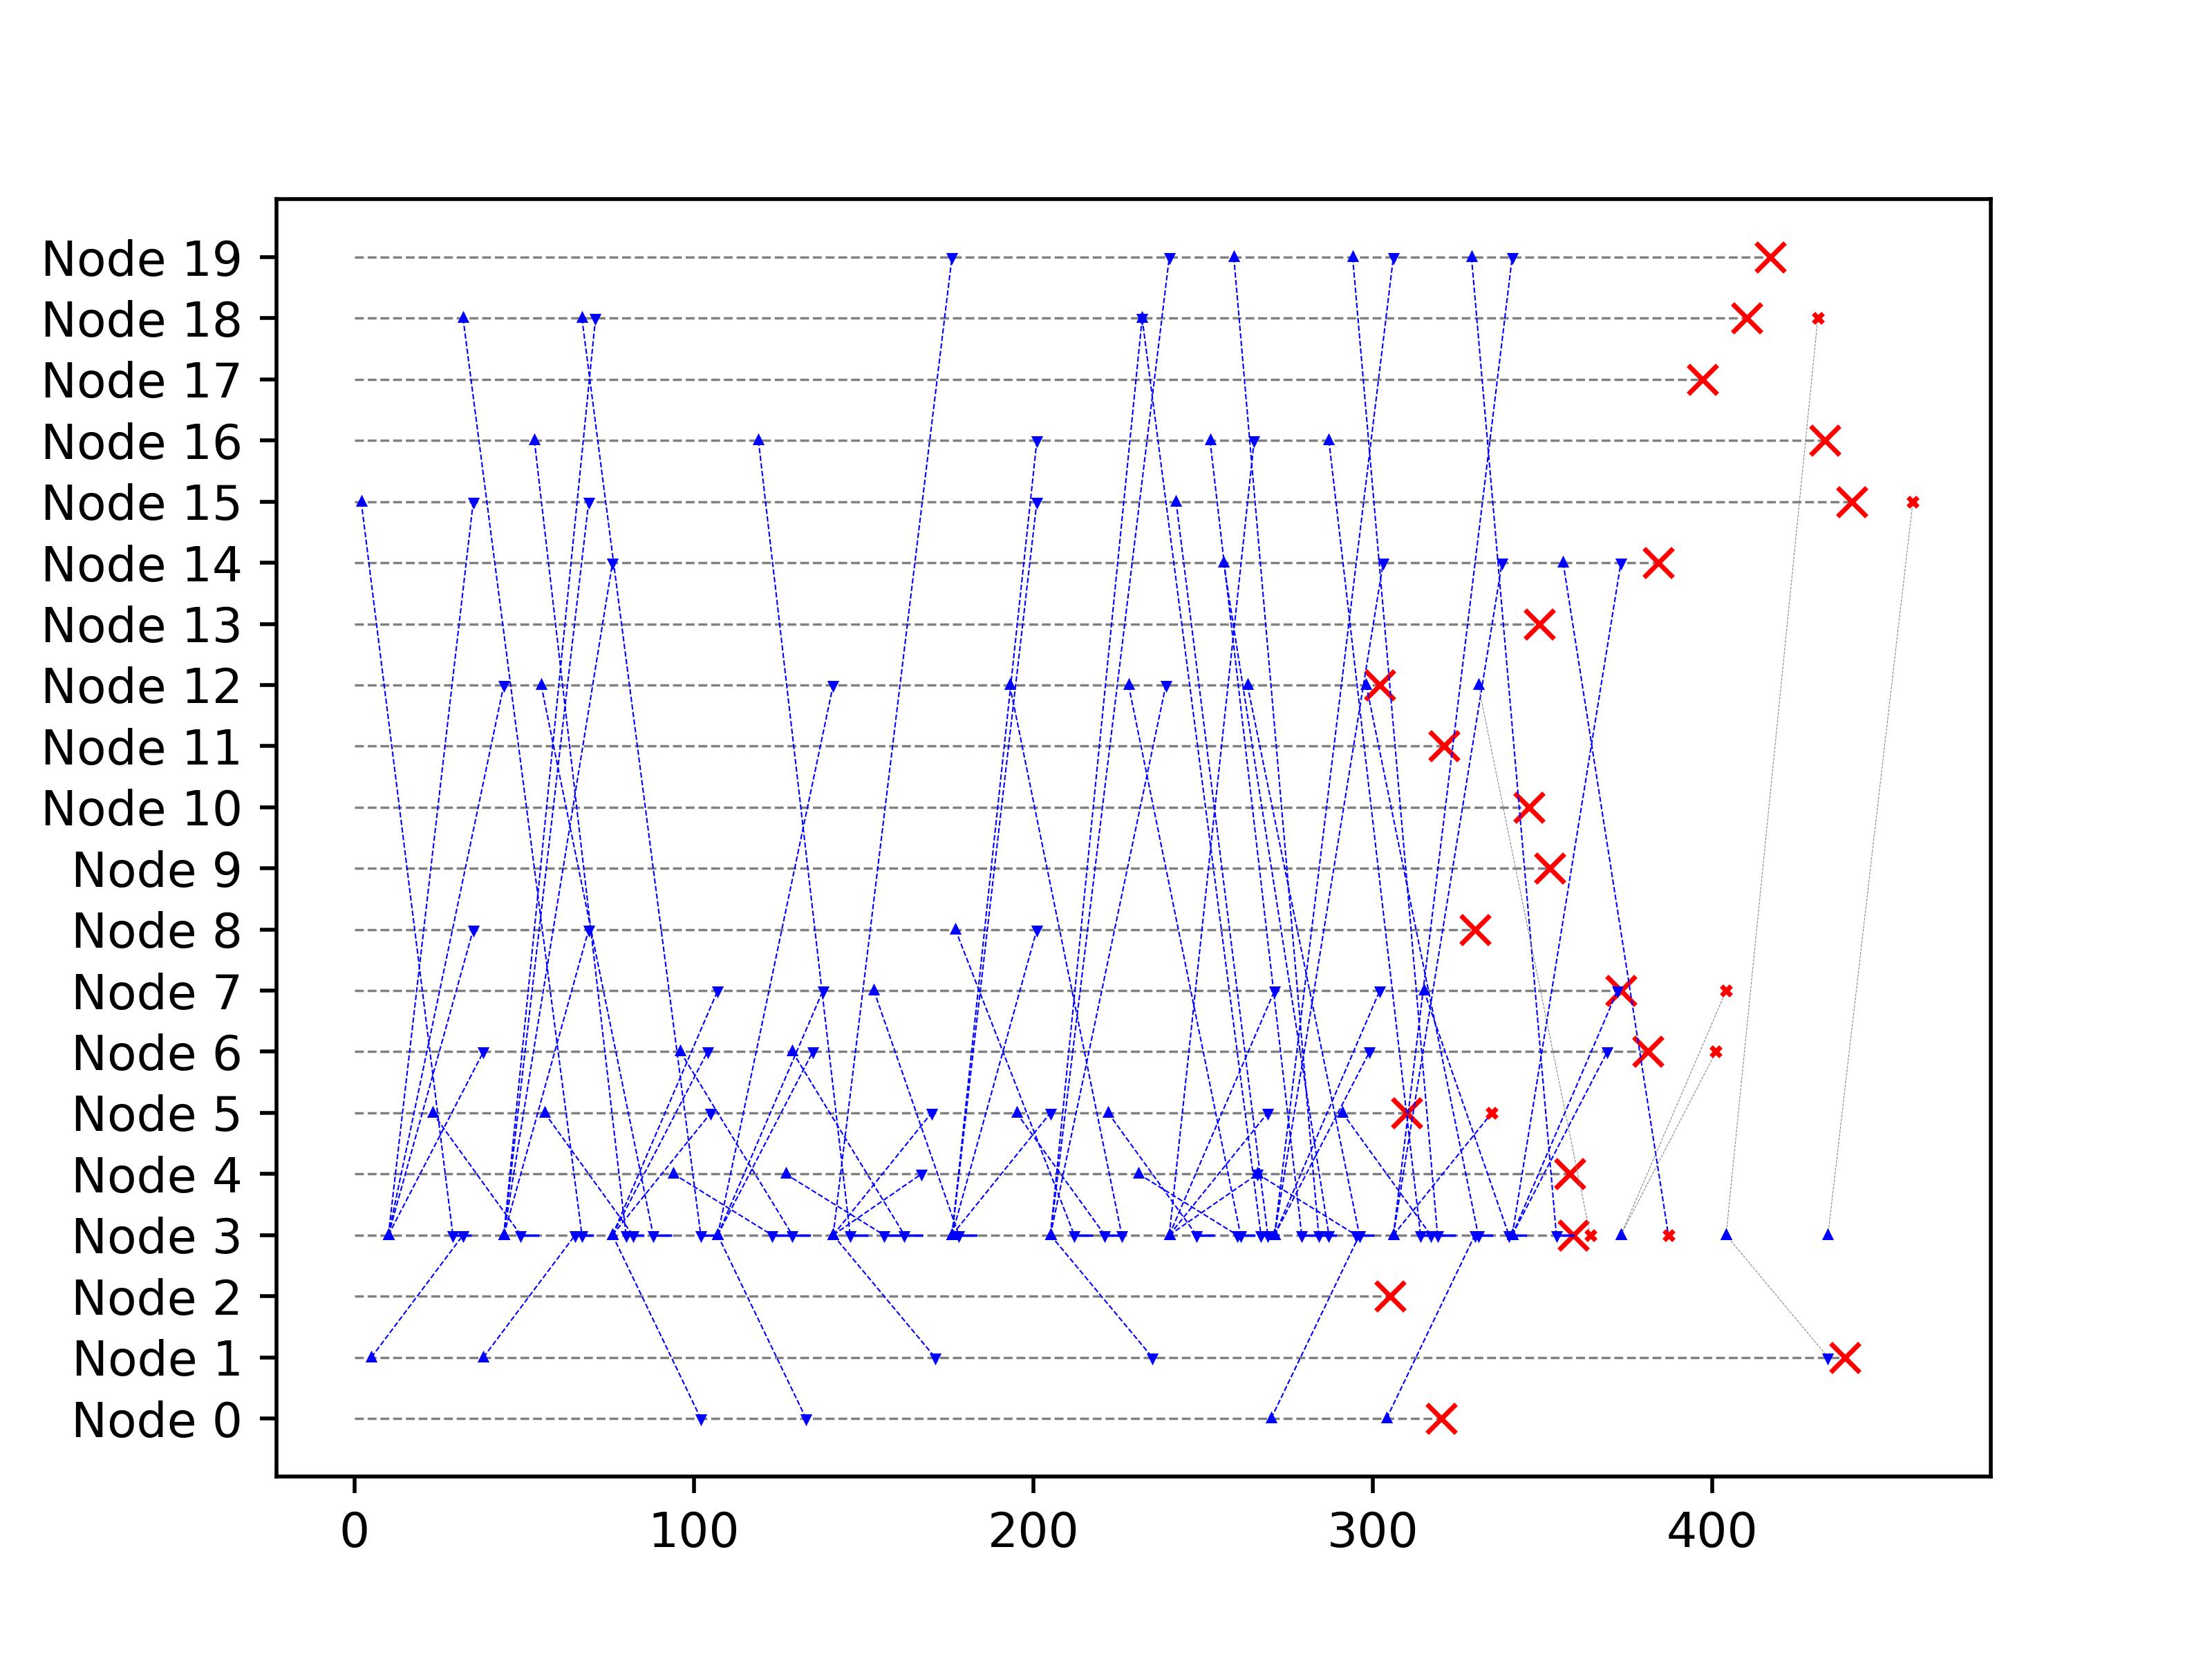 Node 19
Node 18
Node 17
Node 16
Node 15
Node 14
Node 13
Node 12
Node 11
Node 10
Node 9
Node 8
Node 7
Node 6
Node 5
Node 4
Node 3
Node 2
Node 1
Node 0
0 100 200 300 400